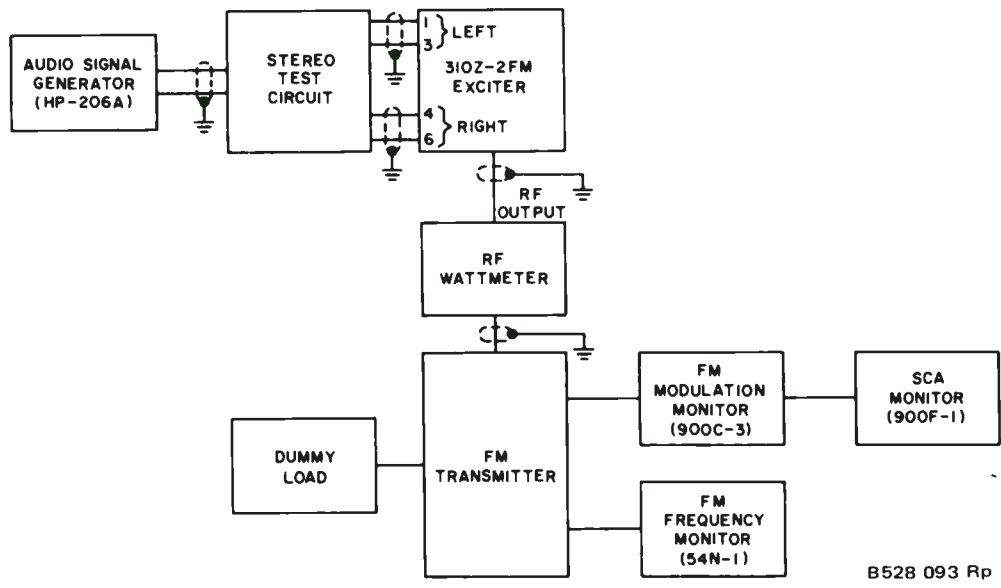 AUDIO SIGNAL
GENERATOR
(HP-206A)
STEREO
TEST
CIRCUIT
1
3
LEFT
310Z-2FM
EXCITER
4
6
RIGHT
RF
OUTPUT
RF
WATTMETER
DUMMY
LOAD
FM
TRANSMITTER
FM
MODULATION
MONITOR
(900C-3)
SCA
MONITOR
(900F-1)
FM
FREQUENCY
MONITOR
(54N-1)
B528 093 Rp